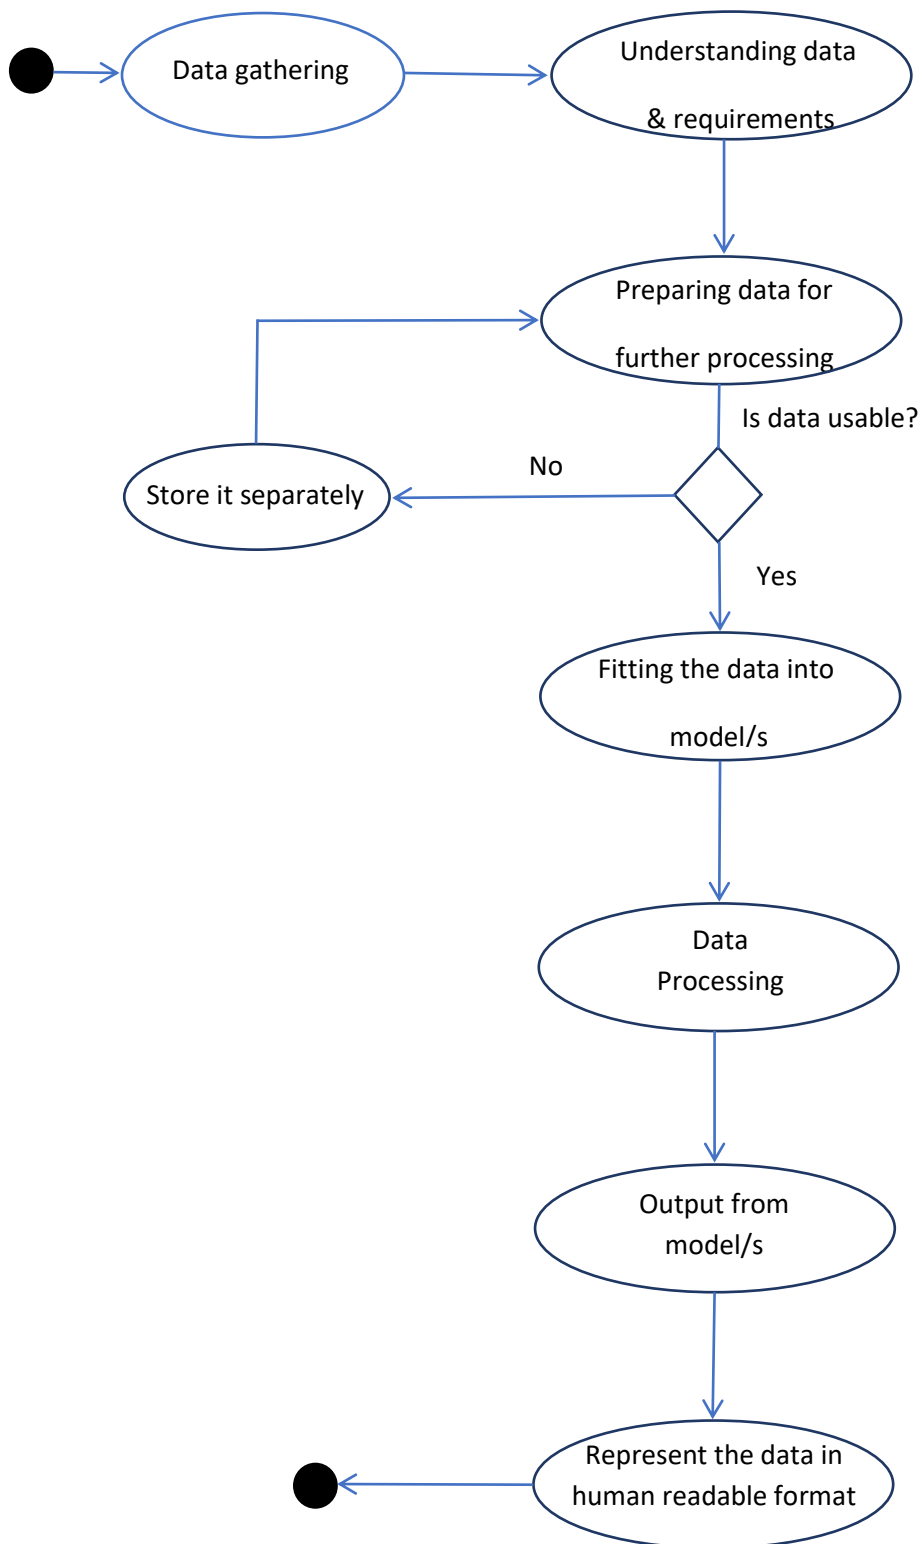 Data gathering
Understanding data
& requirements
Preparing data for
further processing
Is data usable?
No
Store it separately
Yes
Fitting the data into
model/s
Data
Processing
Output from
model/s
Represent the data in
human readable format